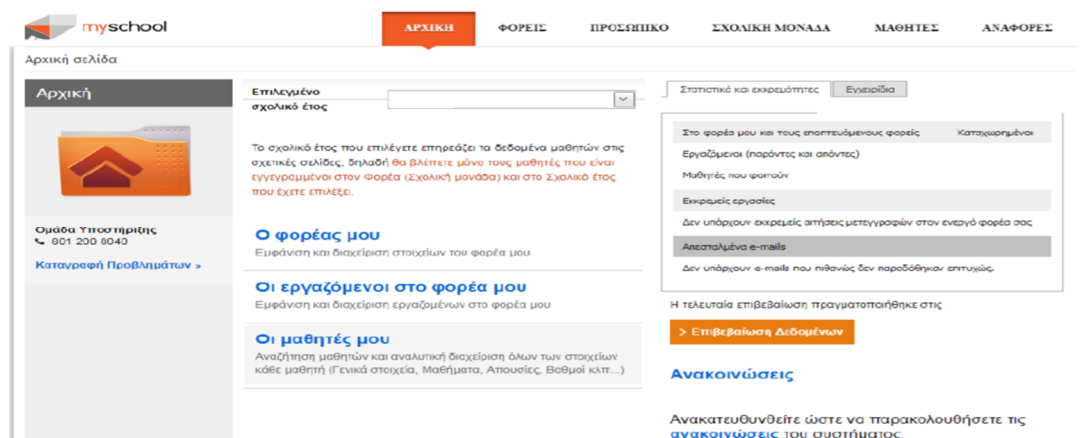 myschool
ΑΡΧΙΚΗ ΦΟΡΕΙΣ ΠΡΟΣΩΠΙΚΟ ΣΧΟΛΙΚΗ ΜΟΝΑΔΑ ΜΑΘΗΤΕΣ ΑΝΑΦΟΡΕΣ
Αρχική σελίδα
Αρχική
Ομάδα Υποστήριξης
801 200 8040
Καταγραφή Προβλημάτων »
Επιλεγμένο
σχολικό έτος
Το σχολικό έτος που επιλέγετε επηρεάζει τα δεδομένα μαθητών στις
σχετικές σελίδες, δηλαδή θα βλέπετε μόνο τους μαθητές που είναι
εγγεγραμμένοι στον Φορέα (Σχολική μονάδα) και στο Σχολικό έτος
που έχετε επιλέξει.
Ο φορέας μου
Εμφάνιση και διαχείριση στοιχείων του φορέα μου
Οι εργαζόμενοι στο φορέα μου
Εμφάνιση και διαχείριση εργαζομένων στο φορέα μου
Οι μαθητές μου
Αναζήτηση μαθητών και αναλυτική διαχείριση όλων των στοιχείων
κάθε μαθητή (Γενικά στοιχεία, Μαθήματα, Απουσίες, Βαθμοί κλπ...)
Στατιστικά και εκκρεμότητες Εγχειρίδια
Στο φορέα μου και τους εποπτευόμενους φορείς Καταχωρημένοι
Εργαζόμενοι (παρόντες και απόντες)
Μαθητές που φοιτούν
Εκκρεμείς εργασίες
Δεν υπάρχουν εκκρεμείς αιτήσεις μετεγγραφών στον ενεργό φορέα σας
Απεσταλμένα e-mails
Δεν υπάρχουν e-mails που πιθανώς δεν παραδόθηκαν επιτυχώς.
Η τελευταία επιβεβαίωση πραγματοποιήθηκε στις
> Επιβεβαίωση Δεδομένων
Ανακοινώσεις
Ανακατευθυνθείτε ώστε να παρακολουθήσετε τις
ανακοινώσεις του συστήματος.